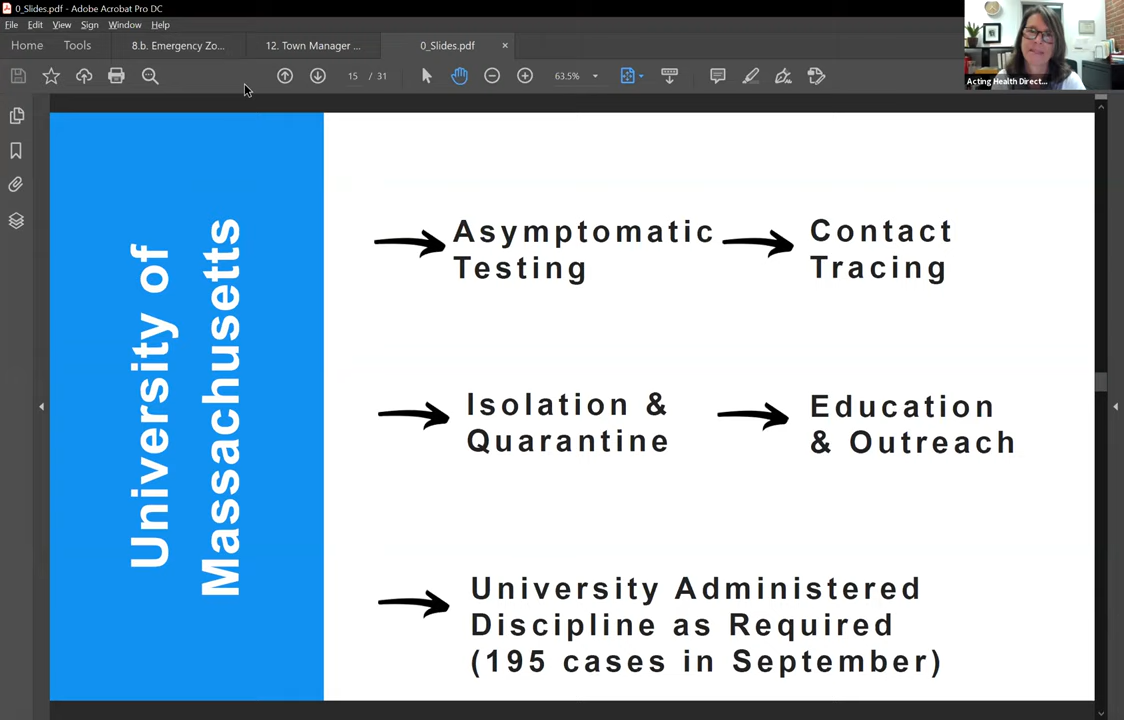 0_Slides.pdf - Adobe Acrobat Pro DC
File Edit View Sign Window Help
Home Tools 8.b. Emergency Zo... 12. Town Manager ... 0_Slides.pdf ×
15 / 31 63.5%
Acting Health Direct...
University of
Massachusetts
Asymptomatic
Testing
Contact
Tracing
Isolation &
Quarantine
Education
& Outreach
University Administered
Discipline as Required
(195 cases in September)